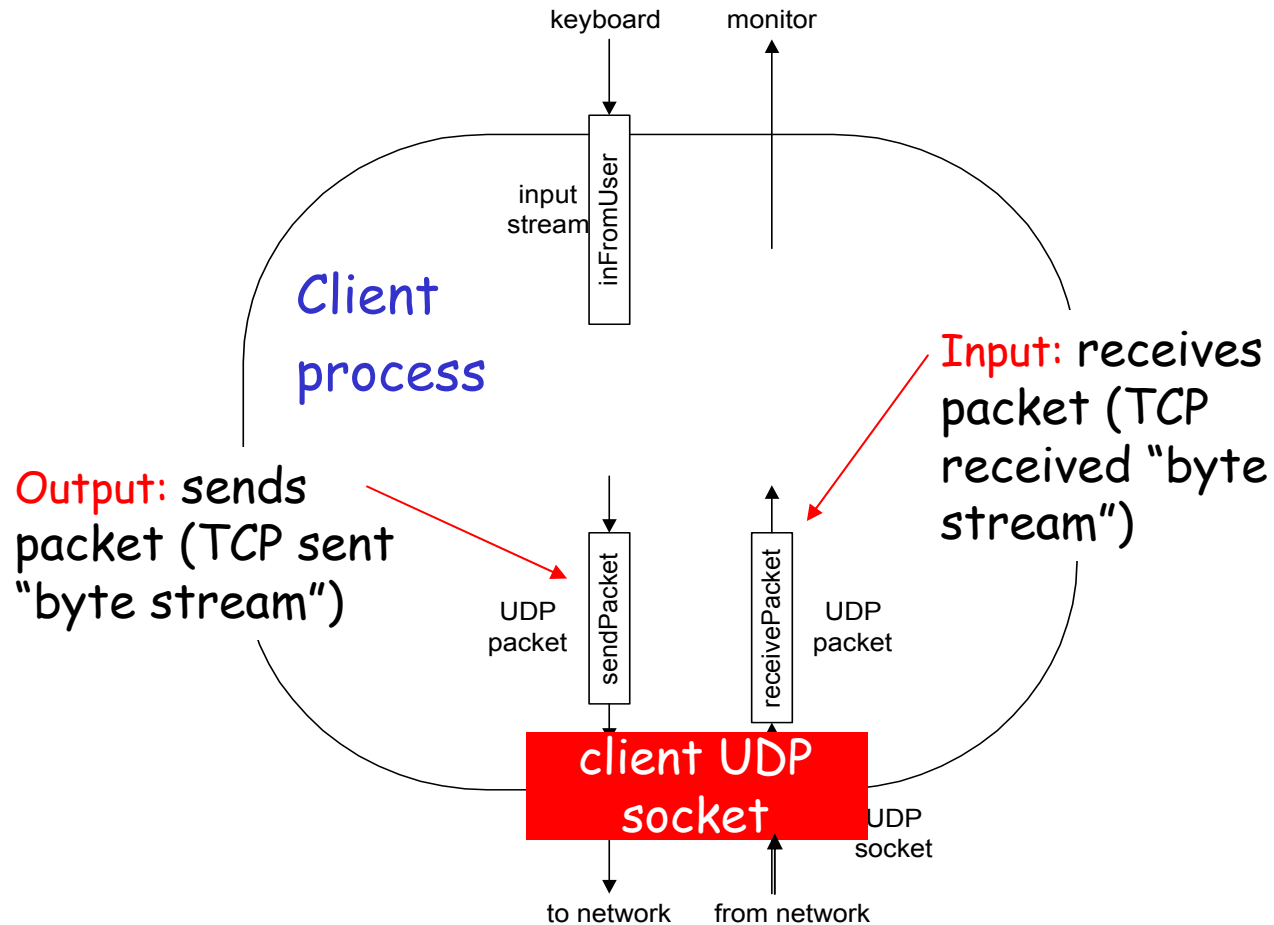 keyboard
monitor
input
stream
inFromUser
Client
process
Input: receives
packet (TCP
received “byte
stream”)
Output: sends
packet (TCP sent
“byte stream”)
UDP
packet
sendPacket
receivePacket
UDP
packet
client UDP
socket
UDP
socket
to network
from network